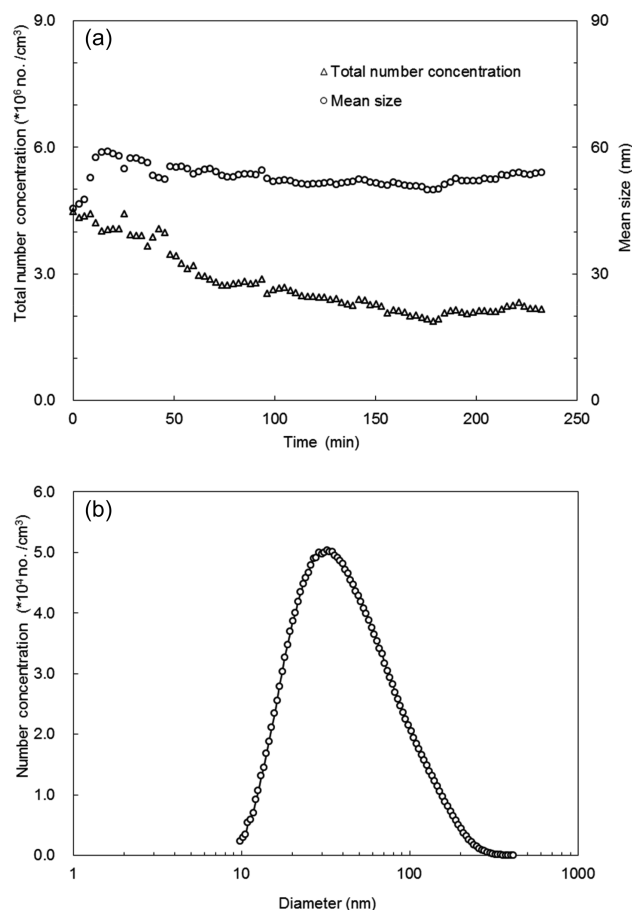 (a)
Total number concentration
Mean size
Total number concentration (*10⁶ no./cm³)
9.0
6.0
3.0
0.0
90
60
30
0
Mean size (nm)
0 50 100 150 200 250
Time (min)
(b)
Number concentration (*10⁴ no./cm³)
6.0
5.0
4.0
3.0
2.0
1.0
0.0
1 10 100 1000
Diameter (nm)